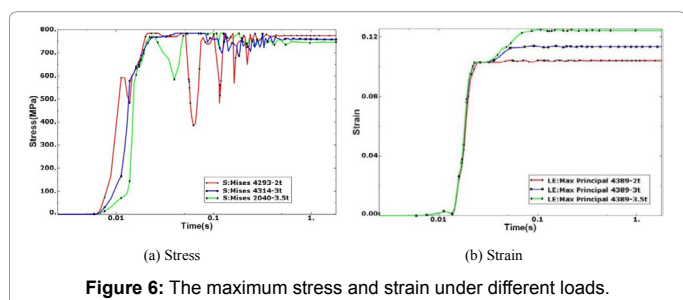 800.
700.
600.
500.
400.
300.
200.
100.
0.
Stress(MPa)
S:Mises 4293-2t
S:Mises 4314-3t
S:Mises 2040-3.5t
0.01
0.1
1.
Time(s)
(a) Stress
0.12
0.08
0.04
0.00
Strain
LE:Max Principal 4389-2t
LE:Max Principal 4389-3t
LE:Max Principal 4389-3.5t
0.01
0.1
1.
Time(s)
(b) Strain
Figure 6: The maximum stress and strain under different loads.